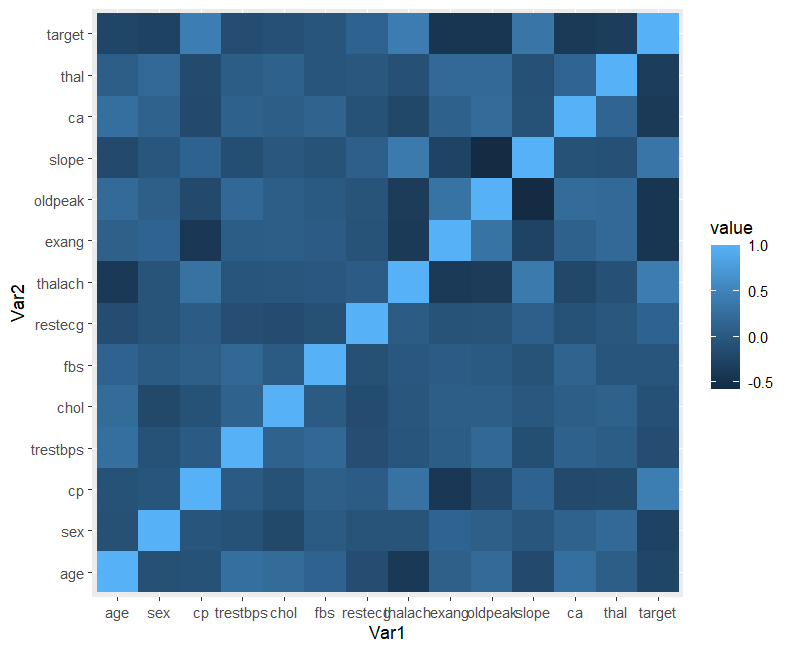 target
thal
ca
slope
oldpeak
exang
thalach
restecg
fbs
chol
trestbps
cp
sex
age
Var2
age sex cp trestbps chol fbs restecg thalach exang oldpeak slope ca thal target
Var1
value
1.0
0.5
0.0
-0.5